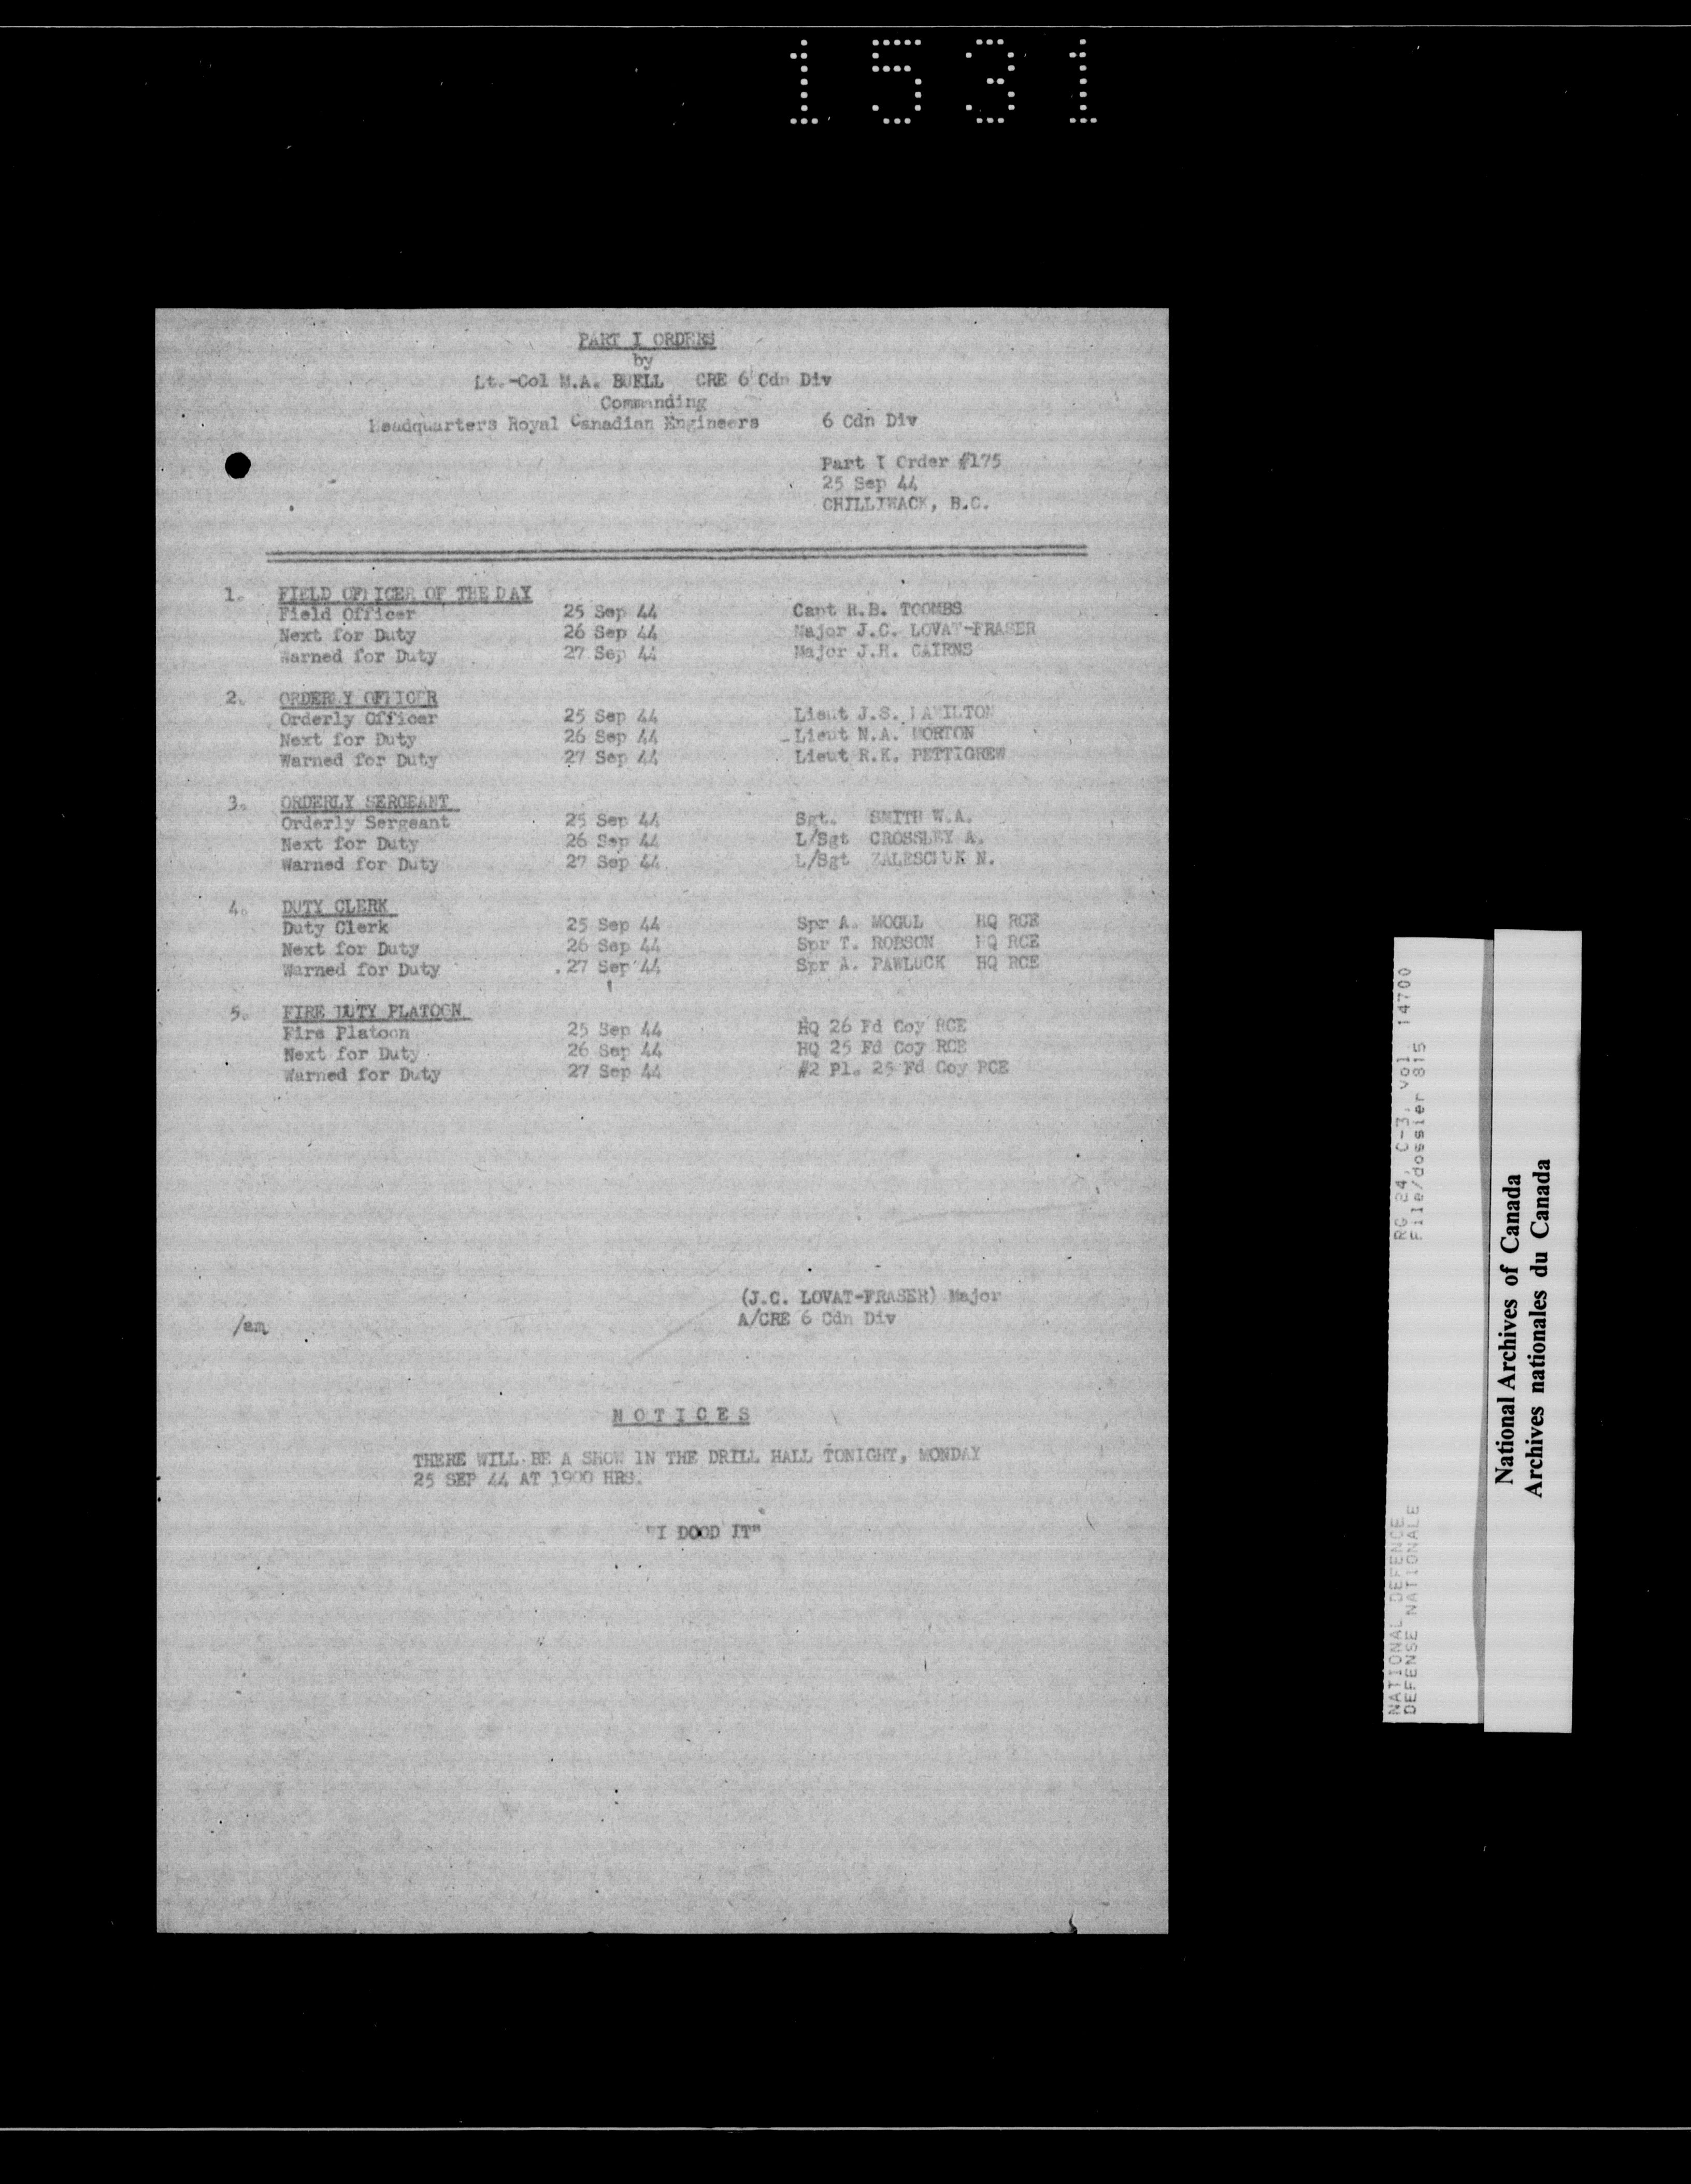 1531
PART I ORDERS
by
Lt.-Col M.A. BUELL CRE 6 Cdn Div
Commanding
Headquarters Royal Canadian Engineers 6 Cdn Div
Part I Order #175
25 Sep 44
CHILLIWACK, B.C.
1. FIELD OFFICER OF THE DAY
Field Officer 25 Sep 44 Capt R.B. TOOMBS
Next for Duty 26 Sep 44 Major J.C. LOVAT-FRASER
Warned for Duty 27 Sep 44 Major J.H. CAIRNS
2. ORDERLY OFFICER
Orderly Officer 25 Sep 44 Lieut J.S. HAMILTON
Next for Duty 26 Sep 44 Lieut N.A. MORTON
Warned for Duty 27 Sep 44 Lieut R.K. PETTIGREW
3. ORDERLY SERGEANT
Orderly Sergeant 25 Sep 44 Sgt. SMITH W.A.
Next for Duty 26 Sep 44 L/Sgt CROSSLEY A.
Warned for Duty 27 Sep 44 L/Sgt ZALESCHUK N.
4. DUTY CLERK
Duty Clerk 25 Sep 44 Spr A. MOGUL HQ RCE
Next for Duty 26 Sep 44 Spr T. ROBSON HQ RCE
Warned for Duty 27 Sep 44 Spr A. PAWLUCK HQ RCE
5. FIRE DUTY PLATOON
Fire Platoon 25 Sep 44 HQ 26 Fd Coy RCE
Next for Duty 26 Sep 44 HQ 25 Fd Coy RCE
Warned for Duty 27 Sep 44 #2 Pl. 25 Fd Coy RCE
(J.C. LOVAT-FRASER) Major
A/CRE 6 Cdn Div
/am
NOTICES
THERE WILL BE A SHOW IN THE DRILL HALL TONIGHT, MONDAY
25 SEP 44 AT 1900 HRS.
"I DOOD IT"
NATIONAL DEFENCE RG 24, C-3, vol. 14700
DEFENSE NATIONALE File/dossier 815
National Archives of Canada
Archives nationales du Canada